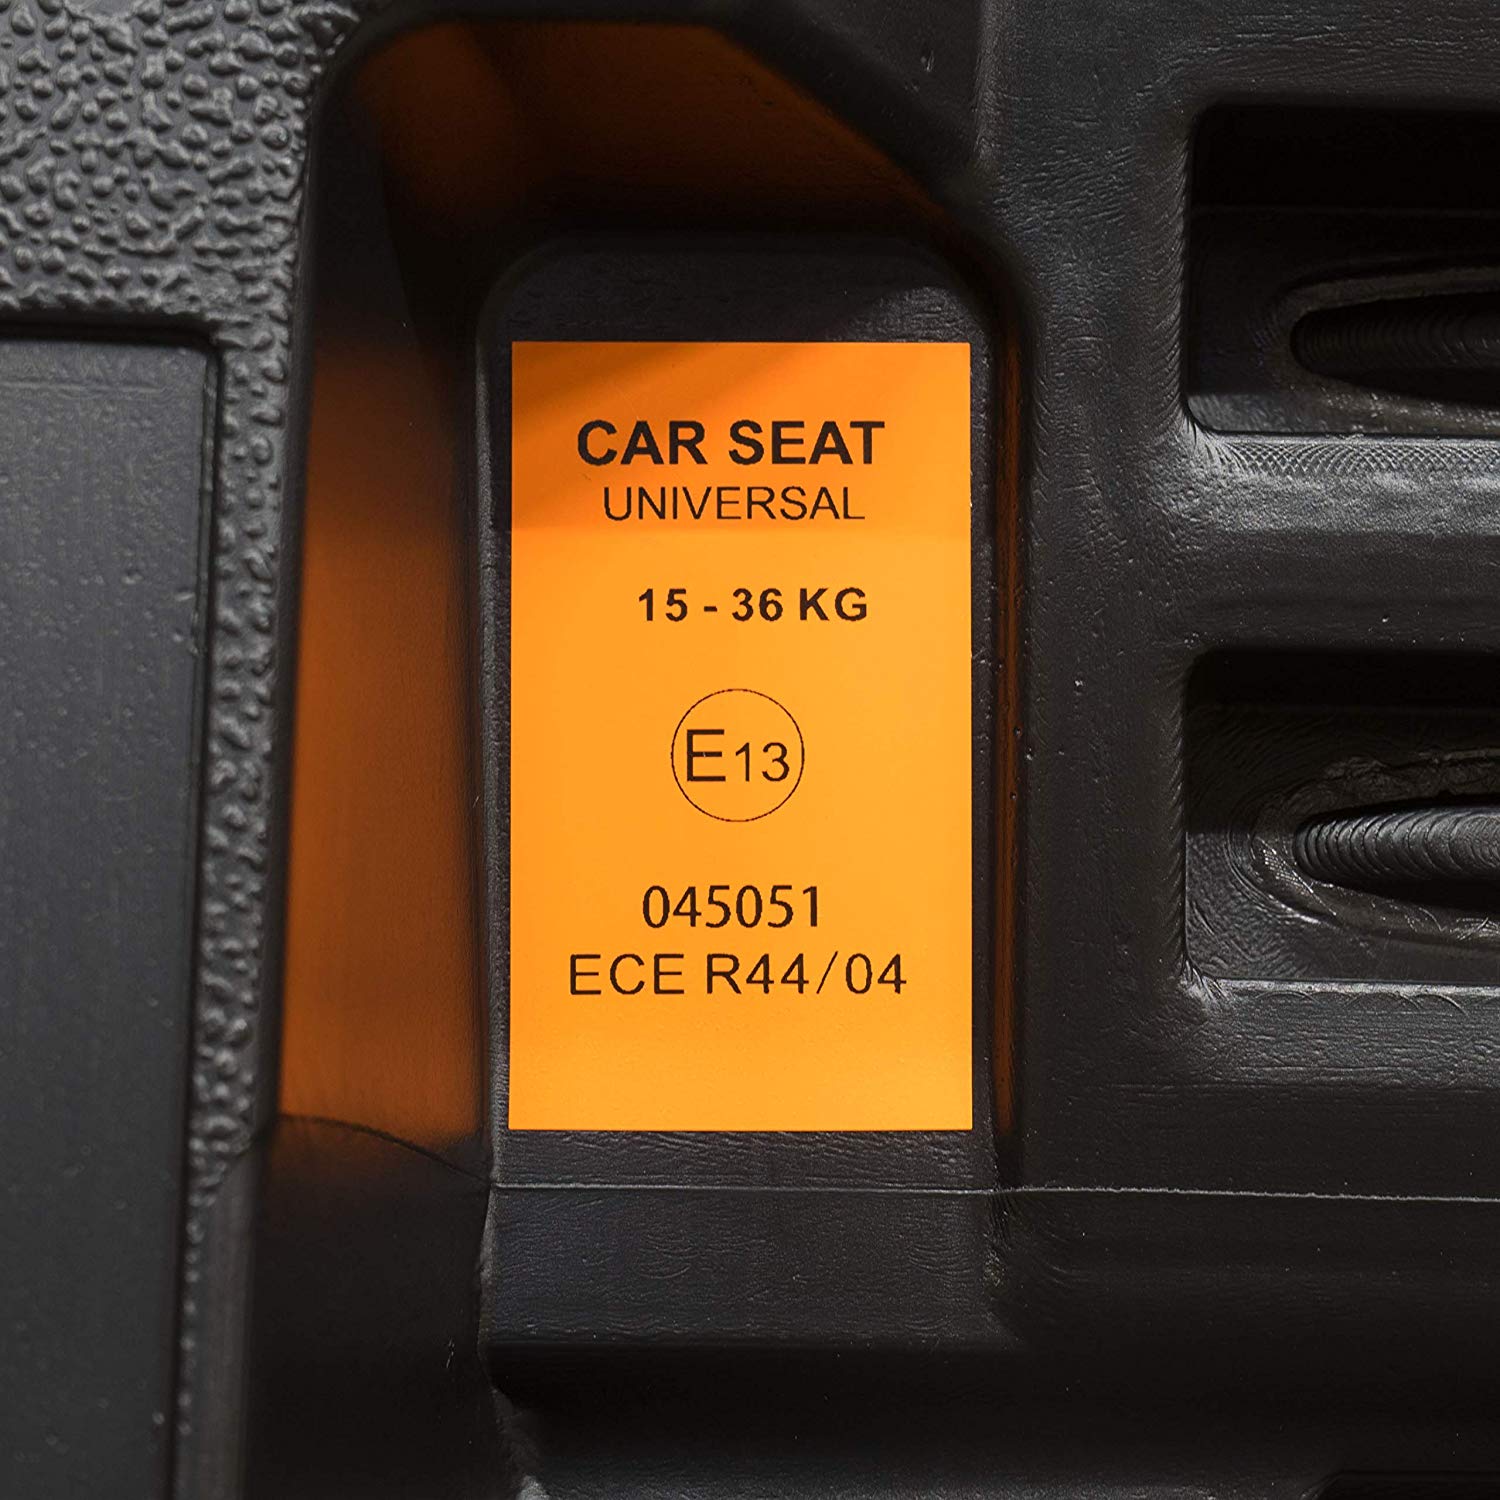 CAR SEAT
UNIVERSAL
15 - 36 KG
E13
045051
ECE R44/04